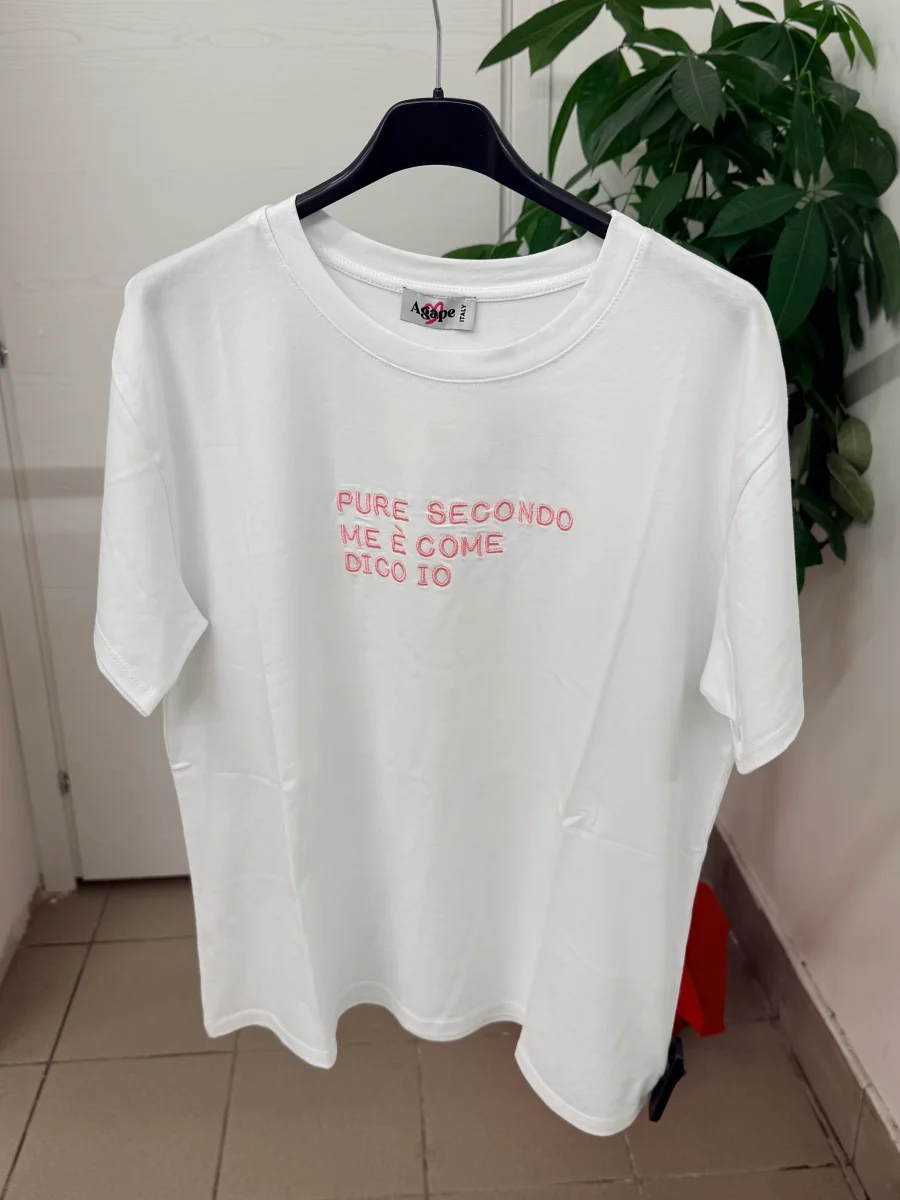 Agape
ITALY
PURE SECONDO
ME È COME
DICO IO